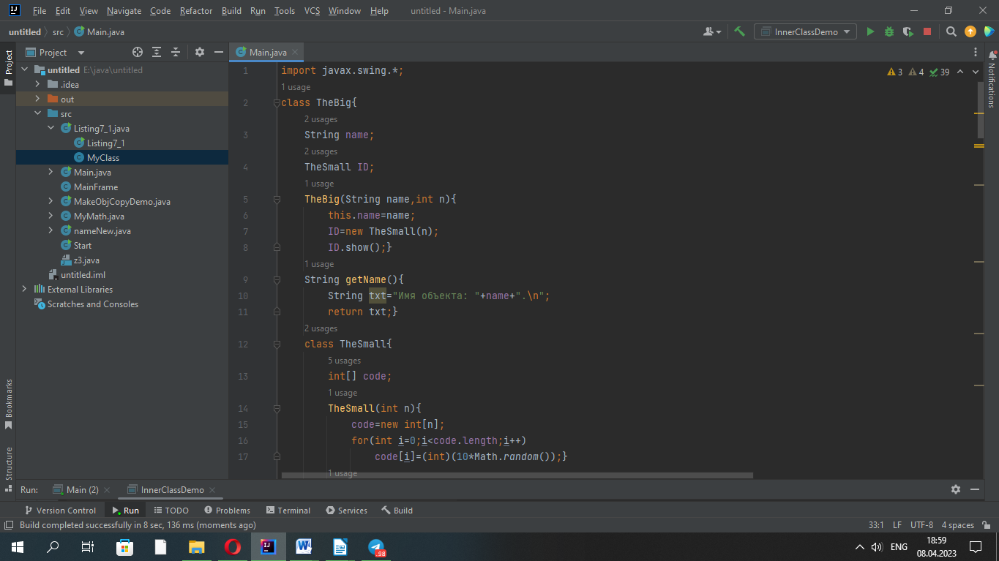 IJ File Edit View Navigate Code Refactor Build Run Tools VCS Window Help untitled - Main.java
untitled src Main.java InnerClassDemo
Project Project Main.java
untitled E:\java\untitled
.idea
out
src
Listing7_1.java
Listing7_1
MyClass
Main.java
MainFrame
MakeObjCopyDemo.java
MyMath.java
nameNew.java
Start
z3.java
untitled.iml
External Libraries
Scratches and Consoles
Bookmarks
Structure
3 4 39
Notifications
1 import javax.swing.*;
1 usage
2 class TheBig{
2 usages
3 String name;
2 usages
4 TheSmall ID;
1 usage
5 TheBig(String name,int n){
6 this.name=name;
7 ID=new TheSmall(n);
8 ID.show();}
1 usage
9 String getName(){
10 String txt="Имя объекта: "+name+".\n";
11 return txt;}
2 usages
12 class TheSmall{
5 usages
13 int[] code;
1 usage
14 TheSmall(int n){
15 code=new int[n];
16 for(int i=0;i<code.length;i++)
17 code[i]=(int)(10*Math.random());}
1 usage
Run: Main (2) InnerClassDemo
Version Control Run TODO Problems Terminal Services Build
Build completed successfully in 8 sec, 136 ms (moments ago) 33:1 LF UTF-8 4 spaces
IJ W 98 ENG 18:59
08.04.2023